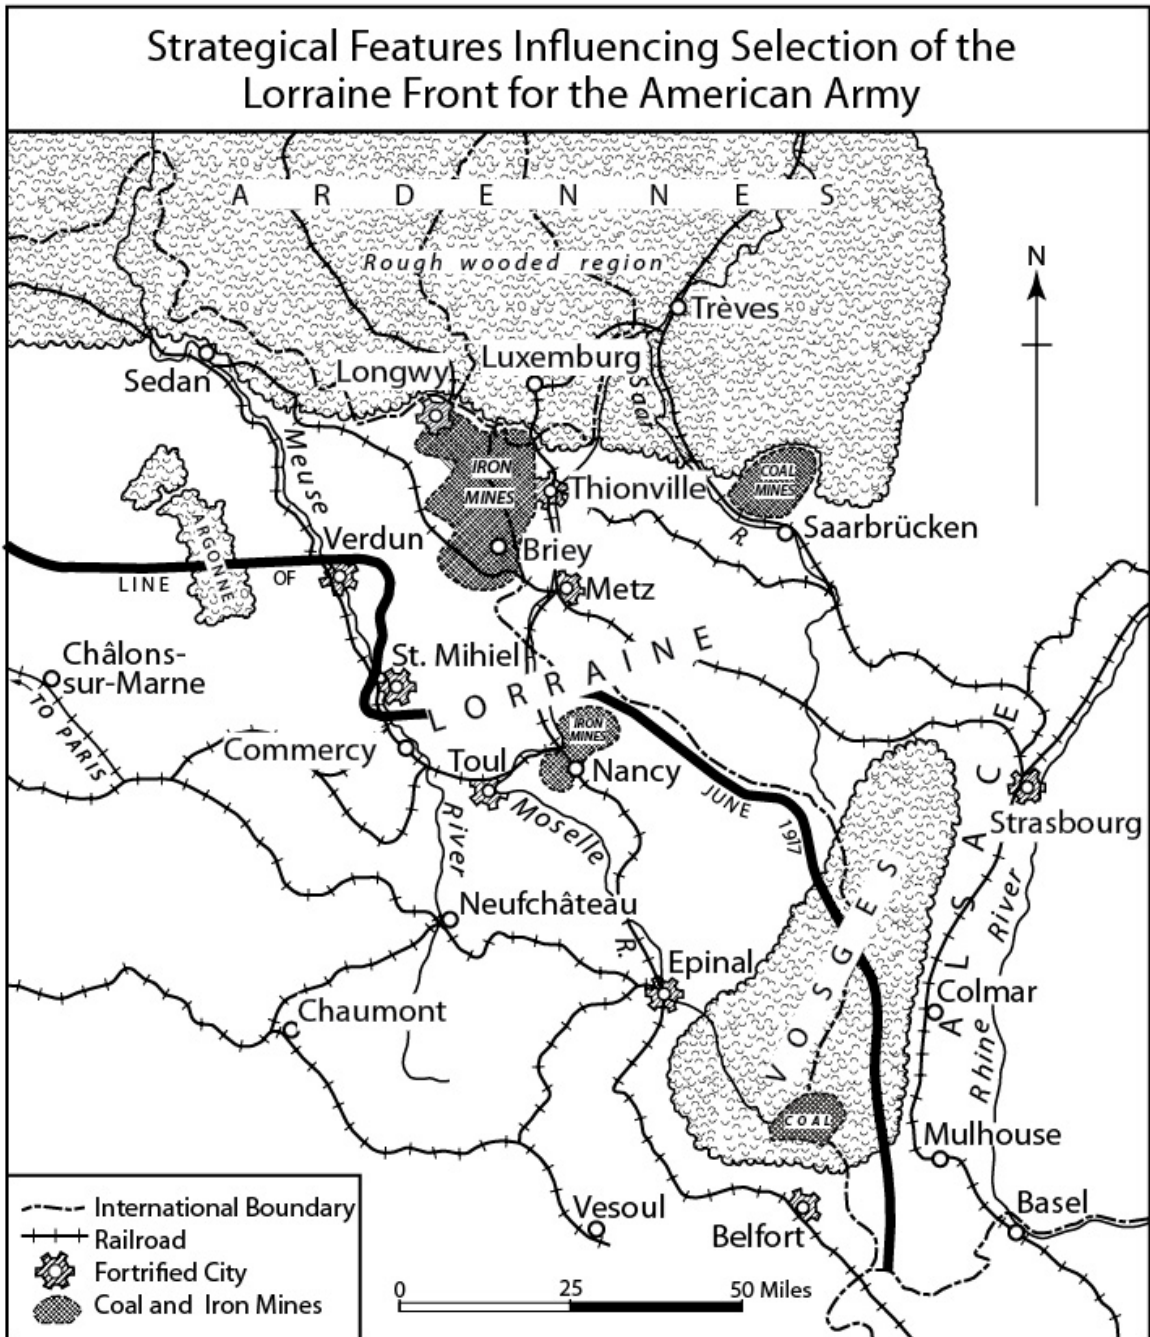 Strategical Features Influencing Selection of the
Lorraine Front for the American Army
ARDENNES
Rough wooded region
N
Trèves
Luxemburg
Longwy
Sedan
Saar
Meuse
IRON
MINES
COAL
MINES
Thionville
Saarbrücken
R
ARGONNE
Verdun
Briey
LINE
OF
Metz
Châlons-
sur-Marne
St. Mihiel
LORRAINE
TO PARIS
IRON
MINES
Commercy
Toul
Nancy
JUNE
1917
Moselle
River
ALSACE
Strasbourg
River
Neufchâteau
VOSGES
R.
Epinal
Colmar
Chaumont
Rhine
COAL
Mulhouse
Vesoul
Belfort
Basel
International Boundary
Railroad
Fortrified City
Coal and Iron Mines
0 25 50 Miles